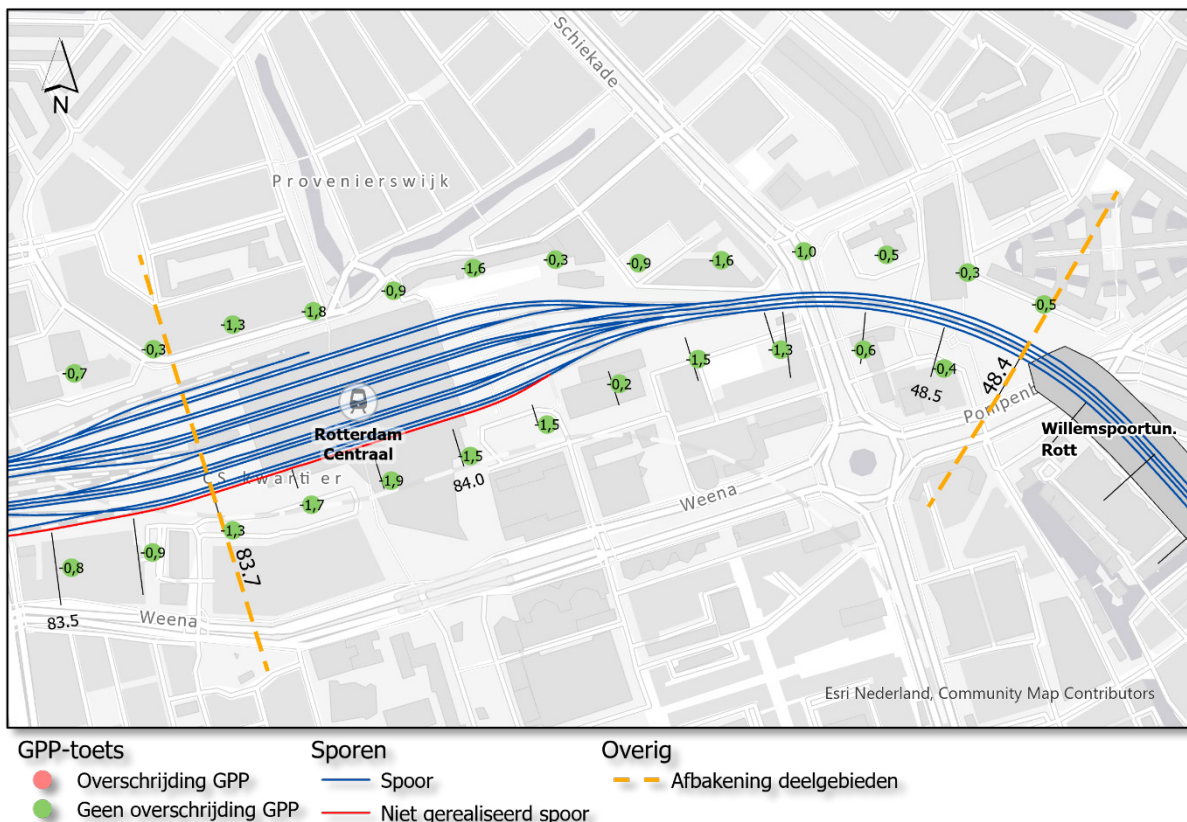 Schiekade
N
Provenierswijk
-1,0
-0,5
-0,3
-0,9
-1,6
-1,6
-0,3
-0,9
-0,5
-1,8
-1,3
-0,3
-0,7
-1,3
-0,6
-1,5
-0,4
48.4
48.5
-0,2
Pompenb
Rotterdam
Centraal
-1,5
Willemspoortun.
Rott
-1,5
84.0
CS kwartier
-1,9
-1,7
Weena
-1,3
-0,9
-0,8
83.7
83.5
Weena
Esri Nederland, Community Map Contributors
GPP-toets
Sporen
Overig
Overschrijding GPP
Spoor
Afbakening deelgebieden
Geen overschrijding GPP
Niet gerealiseerd spoor